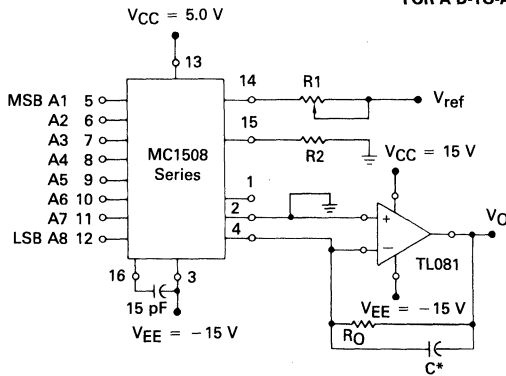 FOR A D-TO-A
VCC = 5.0 V
13
MSB A1 5
A2 6
A3 7
A4 8
A5 9
A6 10
A7 11
LSB A8 12
MC1508
Series
14
R1
Vref
15
R2
VCC = 15 V
1
2
4
+
−
TL081
VO
16
3
15 pF
VEE = −15 V
VEE = −15 V
RO
C*